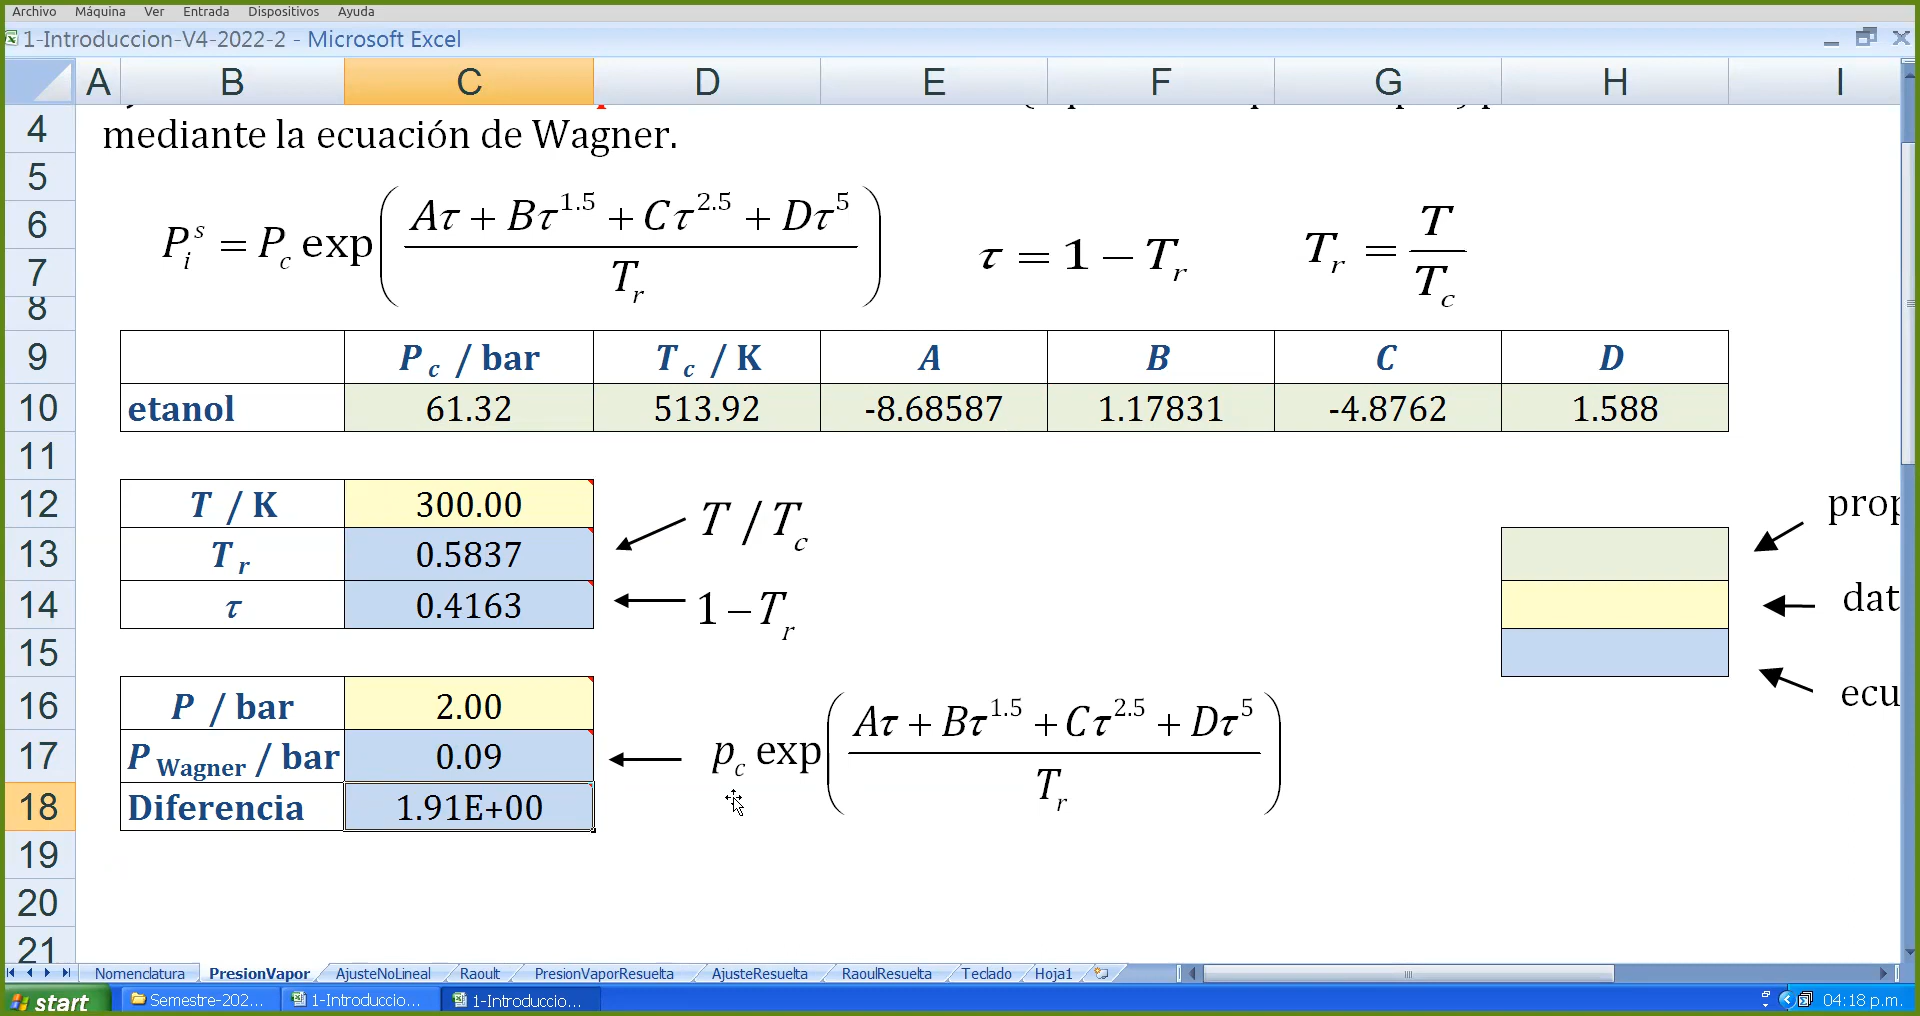 Archivo Máquina Ver Entrada Dispositivos Ayuda
1-Introduccion-V4-2022-2 - Microsoft Excel
A B C D E F G H I
4 mediante la ecuación de Wagner.
5
6
7
8
P_i^s = P_c exp((Aτ + Bτ^1.5 + Cτ^2.5 + Dτ^5) / T_r) τ = 1 − T_r T_r = T / T_c
9 P c / bar T c / K A B C D
10 etanol 61.32 513.92 -8.68587 1.17831 -4.8762 1.588
11
12 T / K 300.00 T / T_c
13 T r 0.5837
14 τ 0.4163 1 − T_r
15
16 P / bar 2.00
17 P Wagner / bar 0.09 p_c exp((Aτ + Bτ^1.5 + Cτ^2.5 + Dτ^5) / T_r)
18 Diferencia 1.91E+00
19
20
21
prop
dat
ecu
Nomenclatura PresionVapor AjusteNoLineal Raoult PresionVaporResuelta AjusteResuelta RaoulResuelta Teclado Hoja1
start Semestre-202... 1-Introduccio... 1-Introduccio... 04:18 p.m.